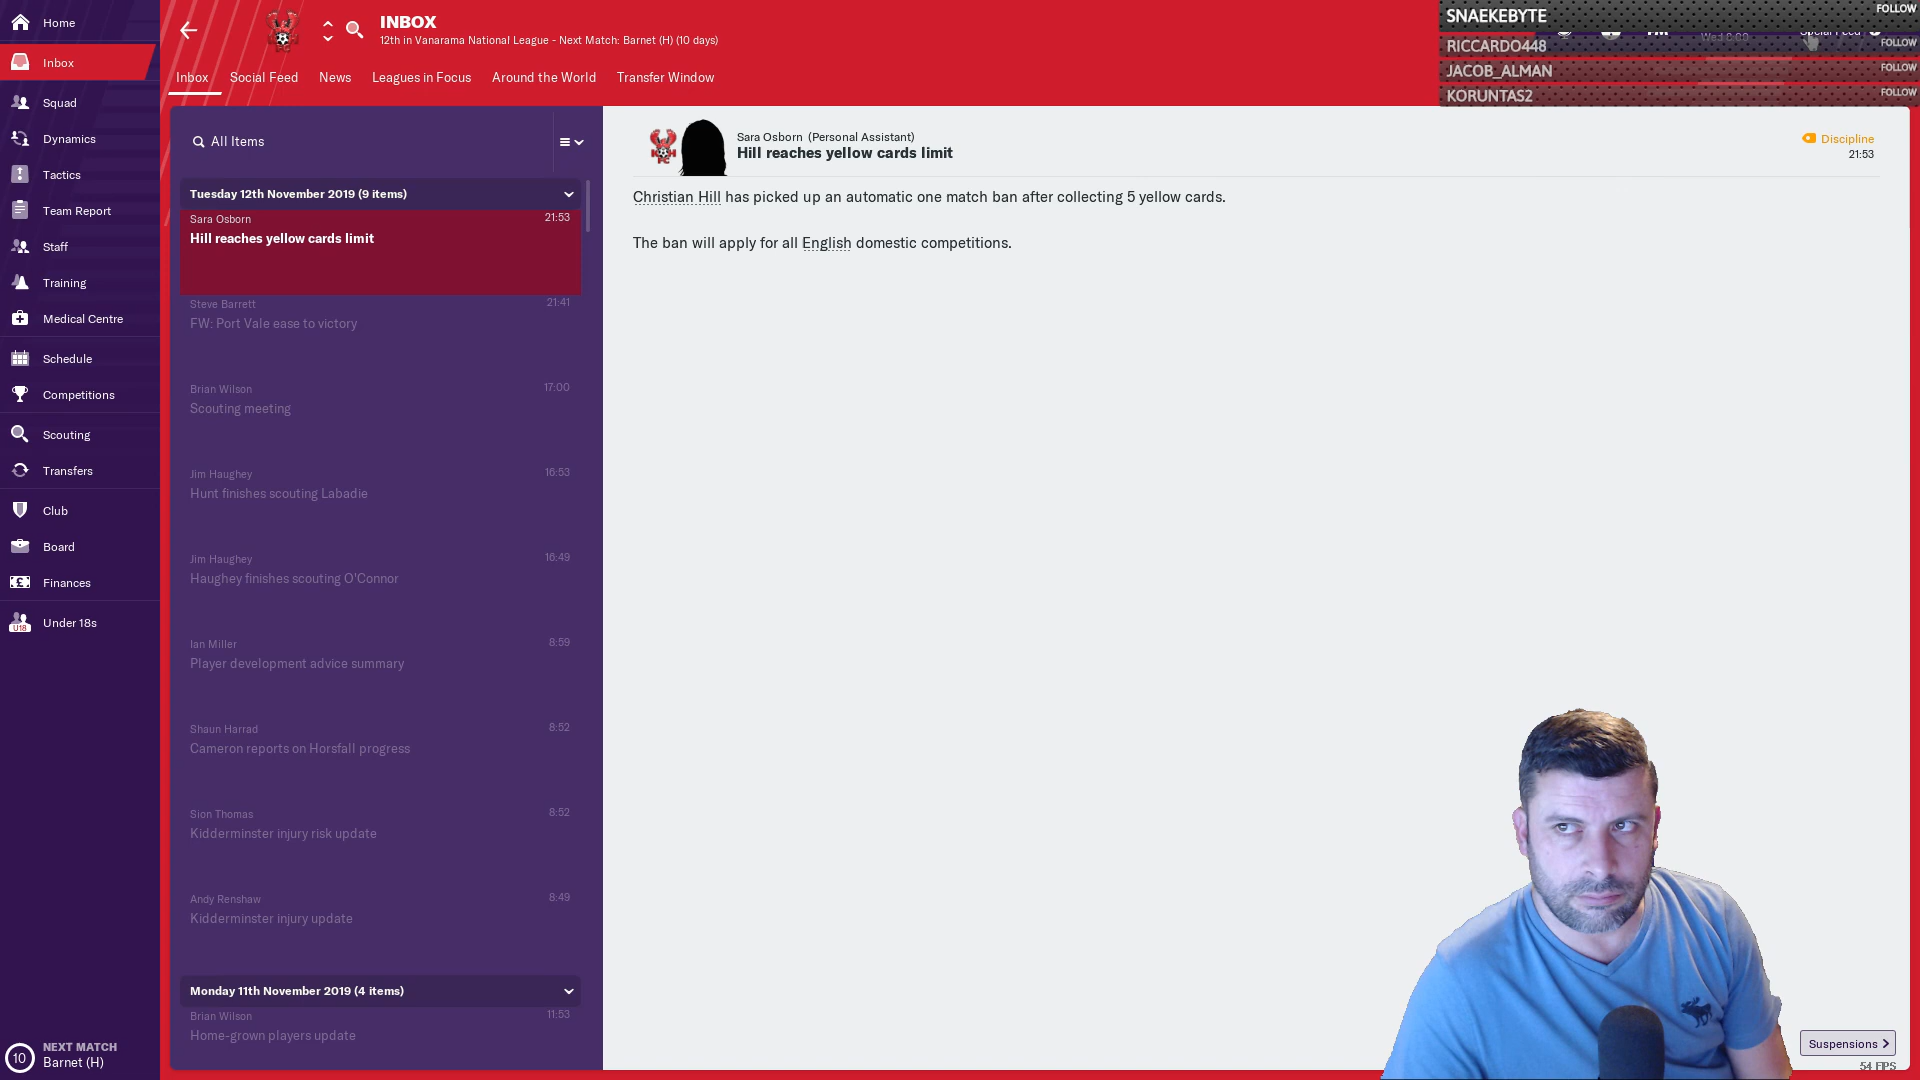 Home
Inbox
Squad
Dynamics
Tactics
Team Report
Staff
Training
Medical Centre
Schedule
Competitions
Scouting
Transfers
Club
Board
Finances
U18
Under 18s
10
NEXT MATCH
Barnet (H)
INBOX
12th in Vanarama National League - Next Match: Barnet (H) (10 days)
Inbox Social Feed News Leagues in Focus Around the World Transfer Window
SNAEKEBYTE FOLLOW
RICCARDO448 FOLLOW
JACOB_ALMAN FOLLOW
KORUNTAS2 FOLLOW
All Items
Tuesday 12th November 2019 (9 items)
Sara Osborn 21:53
Hill reaches yellow cards limit
Steve Barrett 21:41
FW: Port Vale ease to victory
Brian Wilson 17:00
Scouting meeting
Jim Haughey 16:53
Hunt finishes scouting Labadie
Jim Haughey 16:49
Haughey finishes scouting O'Connor
Ian Miller 8:59
Player development advice summary
Shaun Harrad 8:52
Cameron reports on Horsfall progress
Sion Thomas 8:52
Kidderminster injury risk update
Andy Renshaw 8:49
Kidderminster injury update
Monday 11th November 2019 (4 items)
Brian Wilson 11:53
Home-grown players update
Sara Osborn (Personal Assistant)
Hill reaches yellow cards limit
Discipline
21:53
Christian Hill has picked up an automatic one match ban after collecting 5 yellow cards.
The ban will apply for all English domestic competitions.
Suspensions
54 FPS